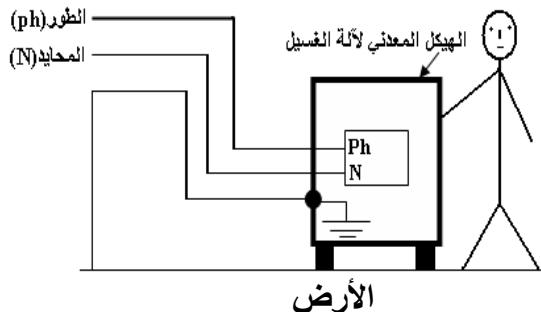 الطور(ph)
المحايد(N)
الهيكل المعدني لآلة الغسيل
Ph
N
الأرض